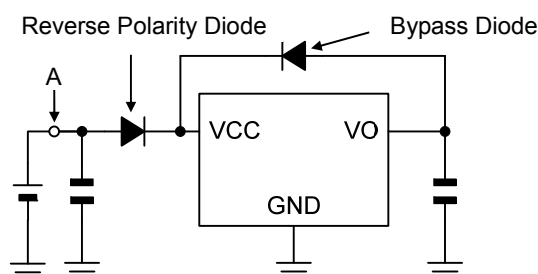 Reverse Polarity Diode
Bypass Diode
A
VCC
VO
GND